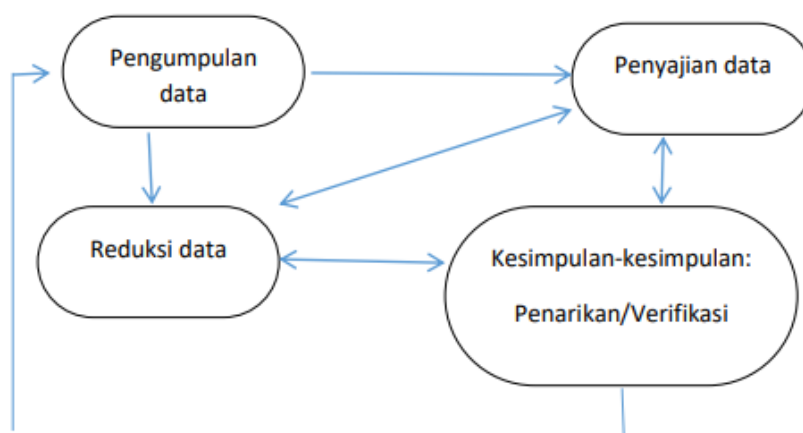 Pengumpulan
data
Penyajian data
Reduksi data
Kesimpulan-kesimpulan:
Penarikan/Verifikasi